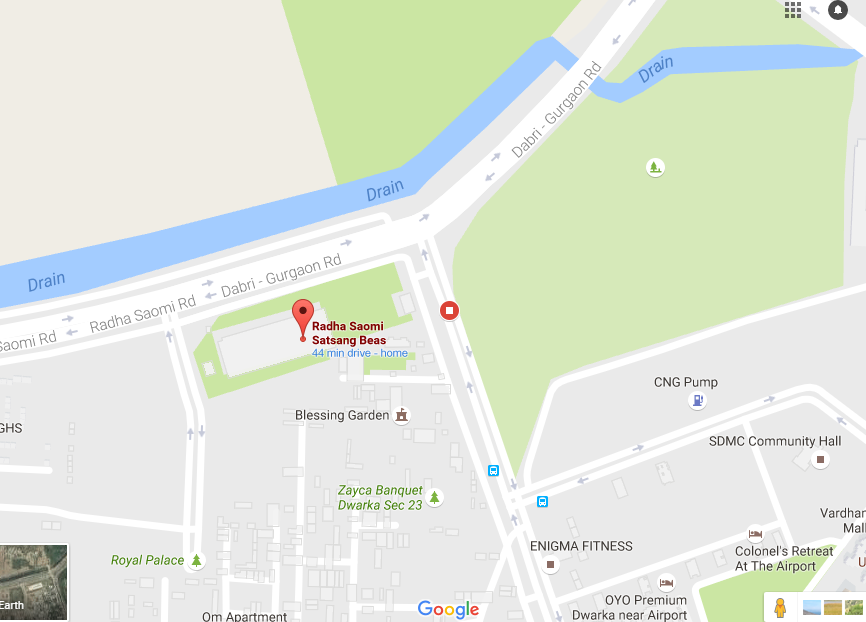 Drain
Dabri - Gurgaon Rd
Drain
Drain
Dabri - Gurgaon Rd
Radha Saomi Rd
Saomi Rd
Radha Saomi
Satsang Beas
44 min drive - home
CNG Pump
Blessing Garden
GHS
SDMC Community Hall
Zayca Banquet
Dwarka Sec 23
Vardhan
Mall
ENIGMA FITNESS
Colonel's Retreat
At The Airport
Royal Palace
OYO Premium
Dwarka near Airport
Earth
Om Apartment
Google